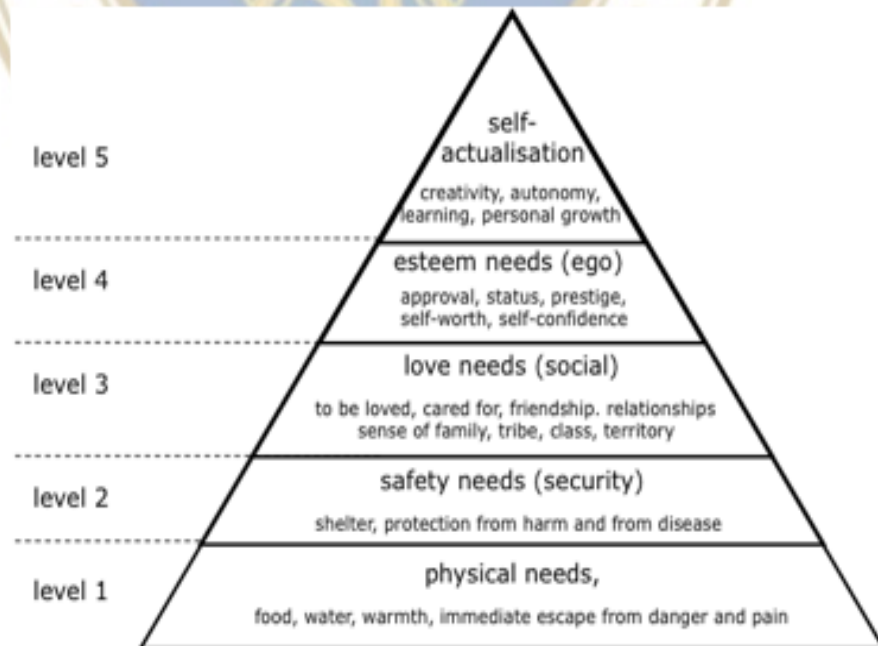 level 5
self-
actualisation
creativity, autonomy,
learning, personal growth
level 4
esteem needs (ego)
approval, status, prestige,
self-worth, self-confidence
level 3
love needs (social)
to be loved, cared for, friendship. relationships
sense of family, tribe, class, territory
level 2
safety needs (security)
shelter, protection from harm and from disease
level 1
physical needs,
food, water, warmth, immediate escape from danger and pain